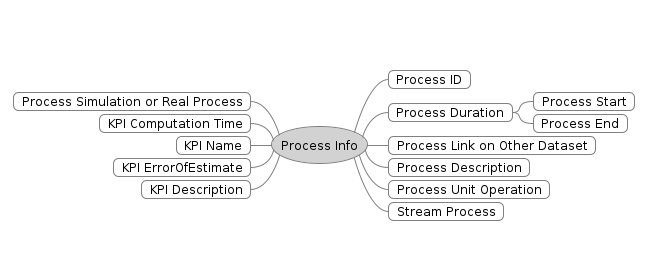 Process ID
Process Simulation or Real Process
Process Start
KPI Computation Time
Process Duration
Process End
KPI Name
Process Info
Process Link on Other Dataset
KPI ErrorOfEstimate
Process Description
KPI Description
Process Unit Operation
Stream Process